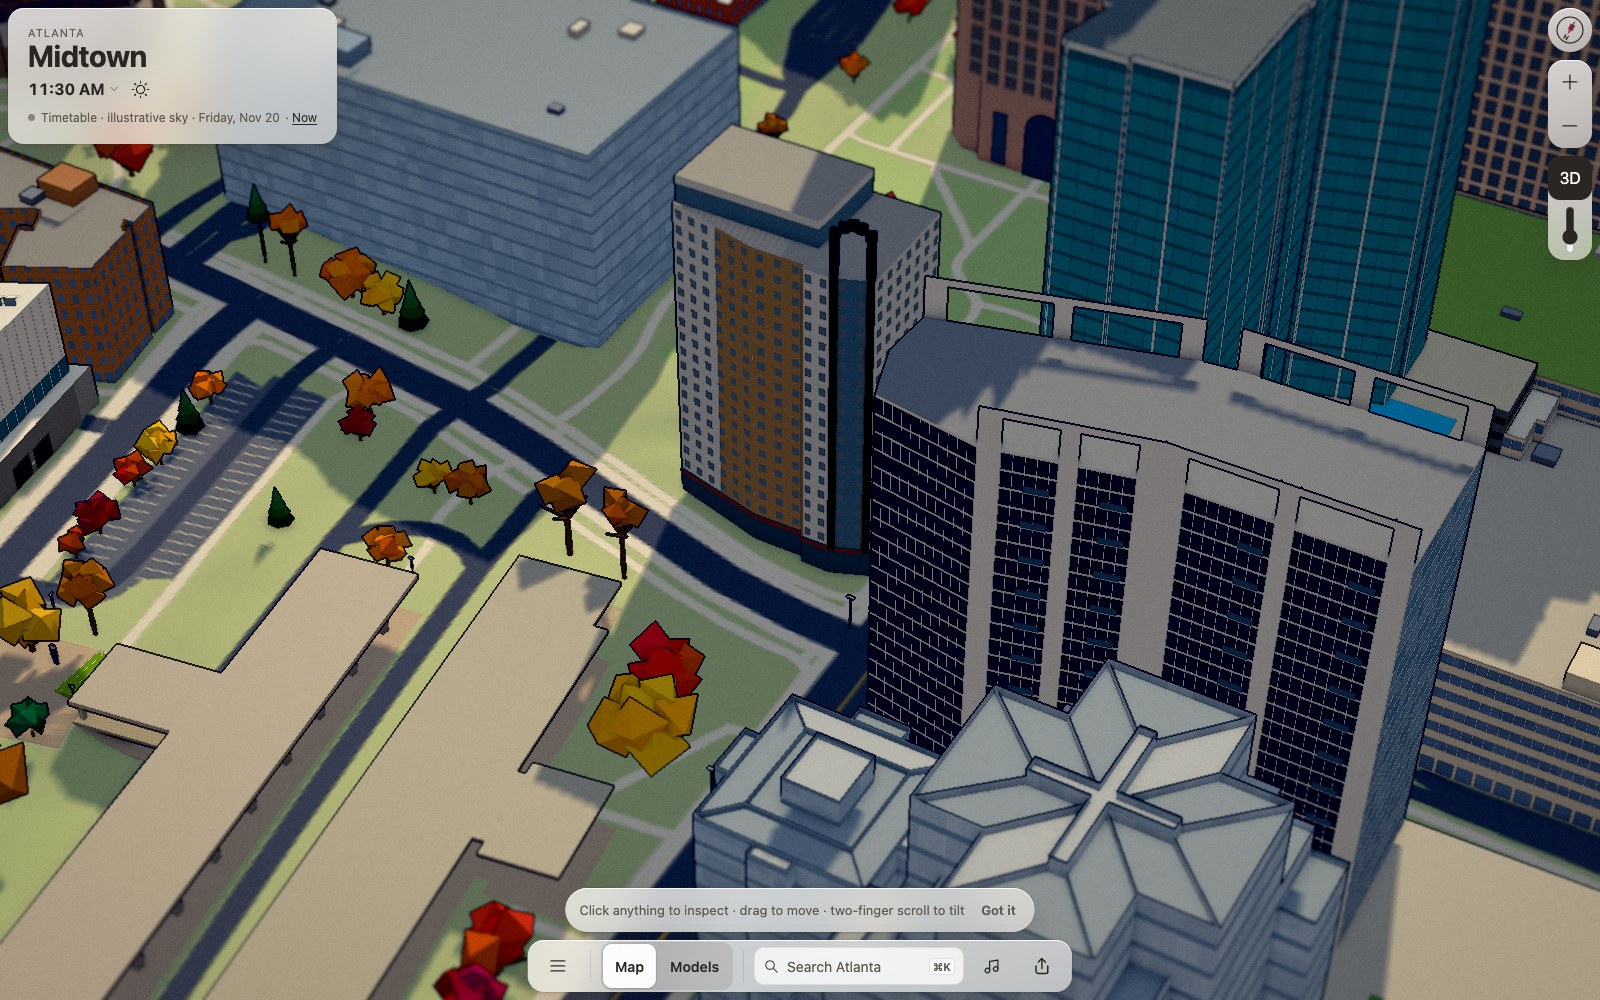 ATLANTA
Midtown
11:30 AM
Timetable · illustrative sky · Friday, Nov 20 · Now
N
3D
Click anything to inspect · drag to move · two-finger scroll to tilt Got it
Map Models Search Atlanta ⌘K